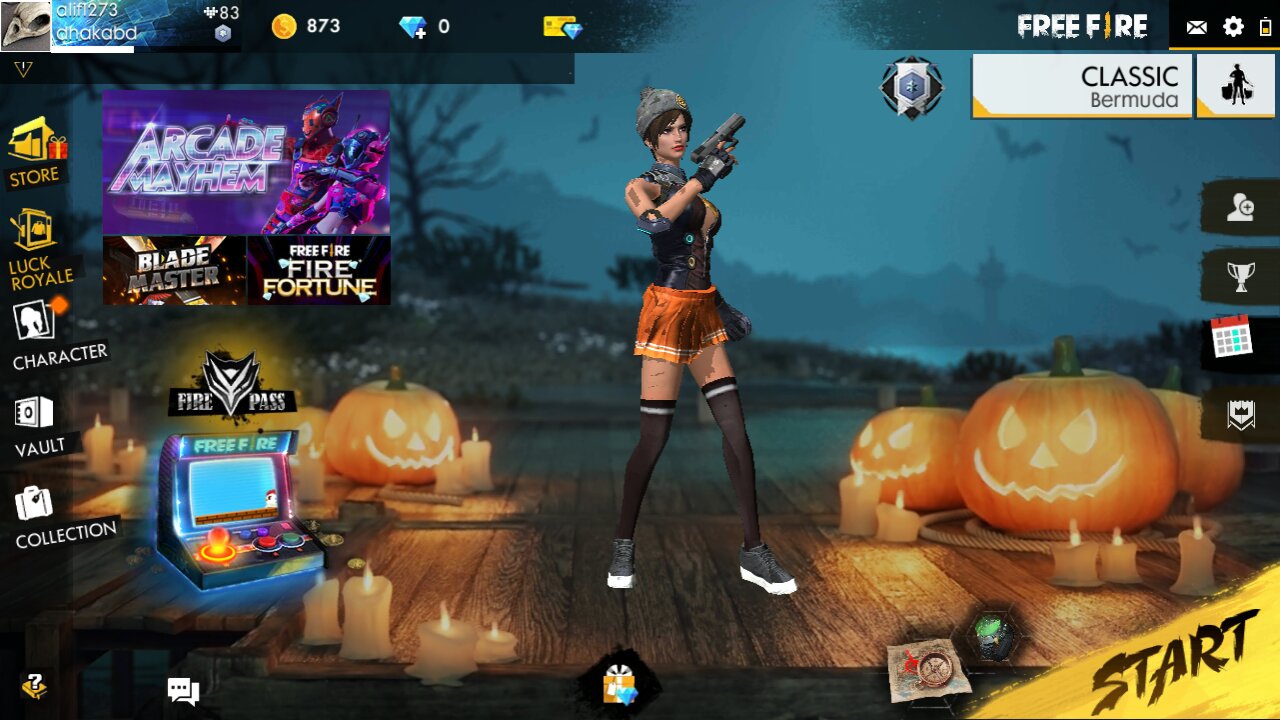 alif1273
dhakabd
83
873
0
FREE FIRE
CLASSIC
Bermuda
STORE
LUCK
ROYALE
CHARACTER
VAULT
COLLECTION
ARCADE
MAYHEM
BLADE
MASTER
FREE FIRE
FIRE
FORTUNE
FIRE PASS
FREE FIRE
START